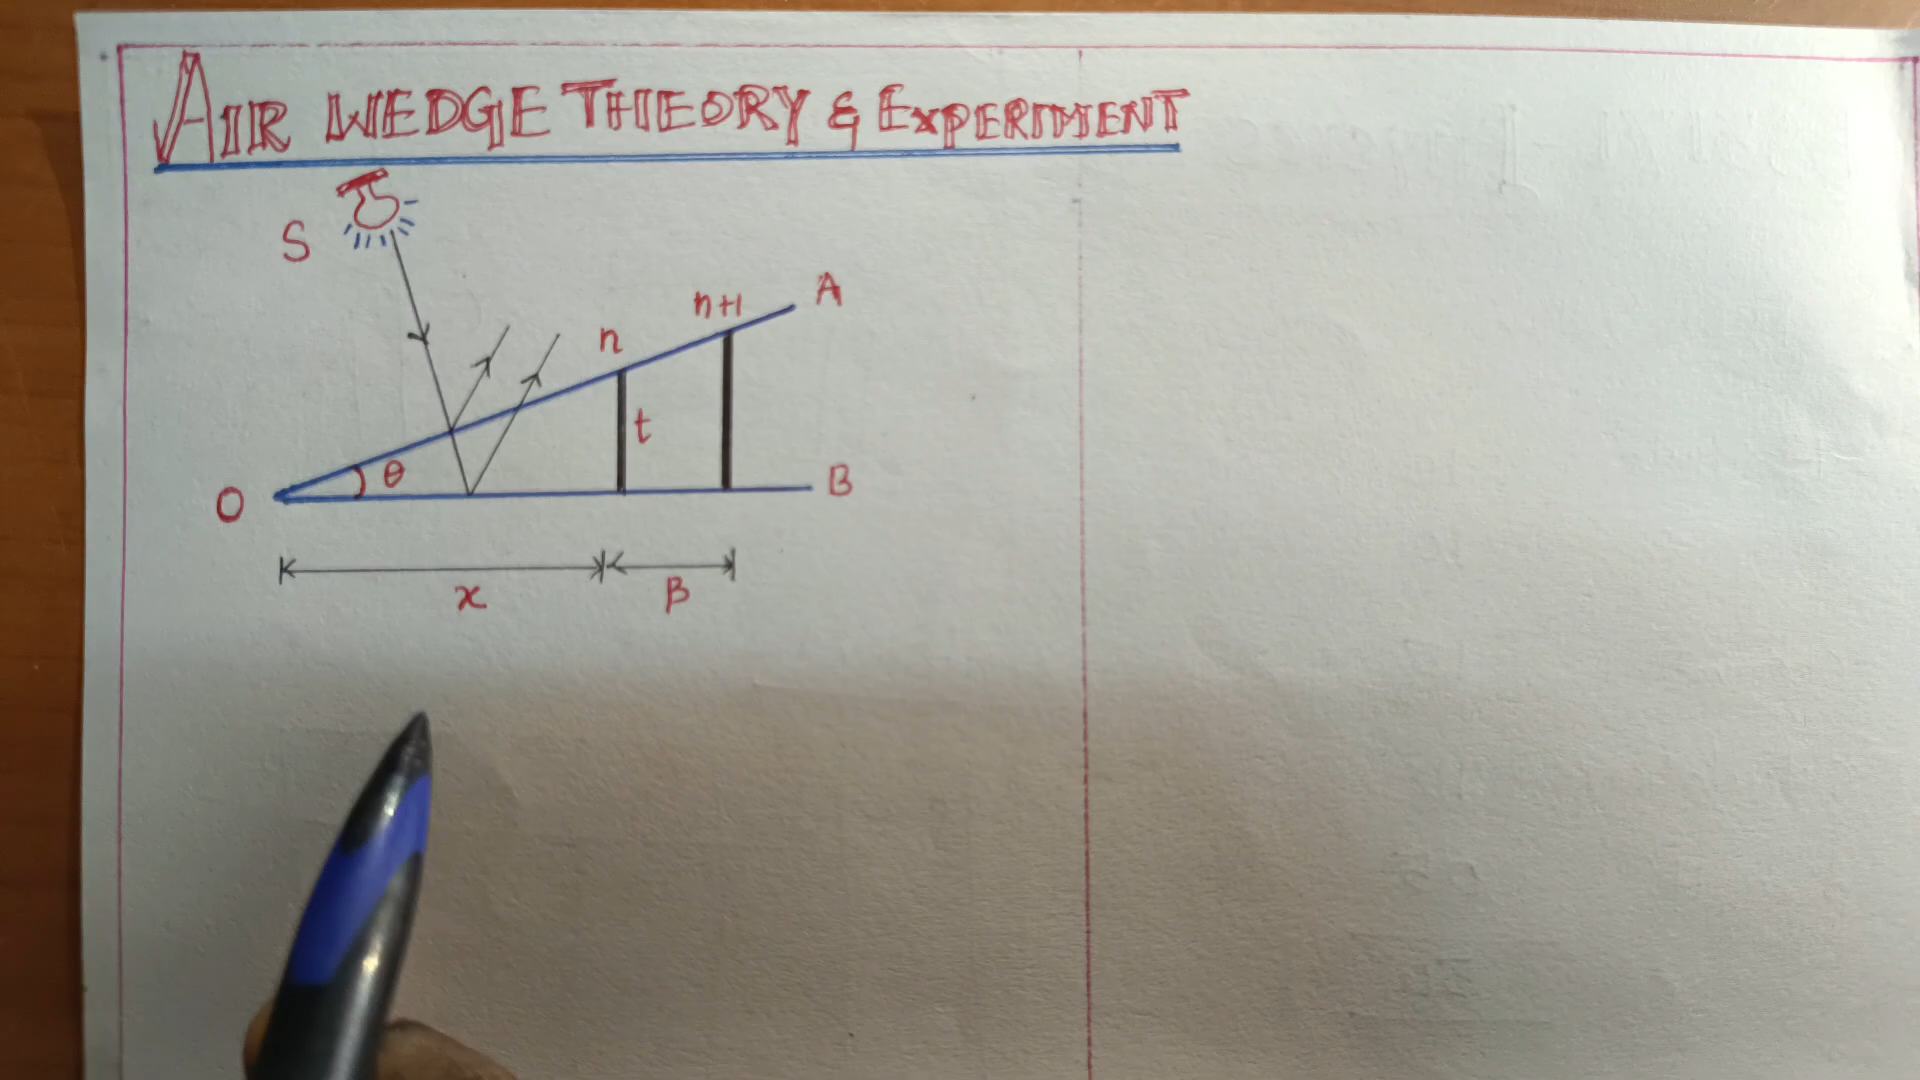 AIR WEDGE THEORY & EXPERIMENT
S
A
n+1
n
t
θ
O
B
x
β